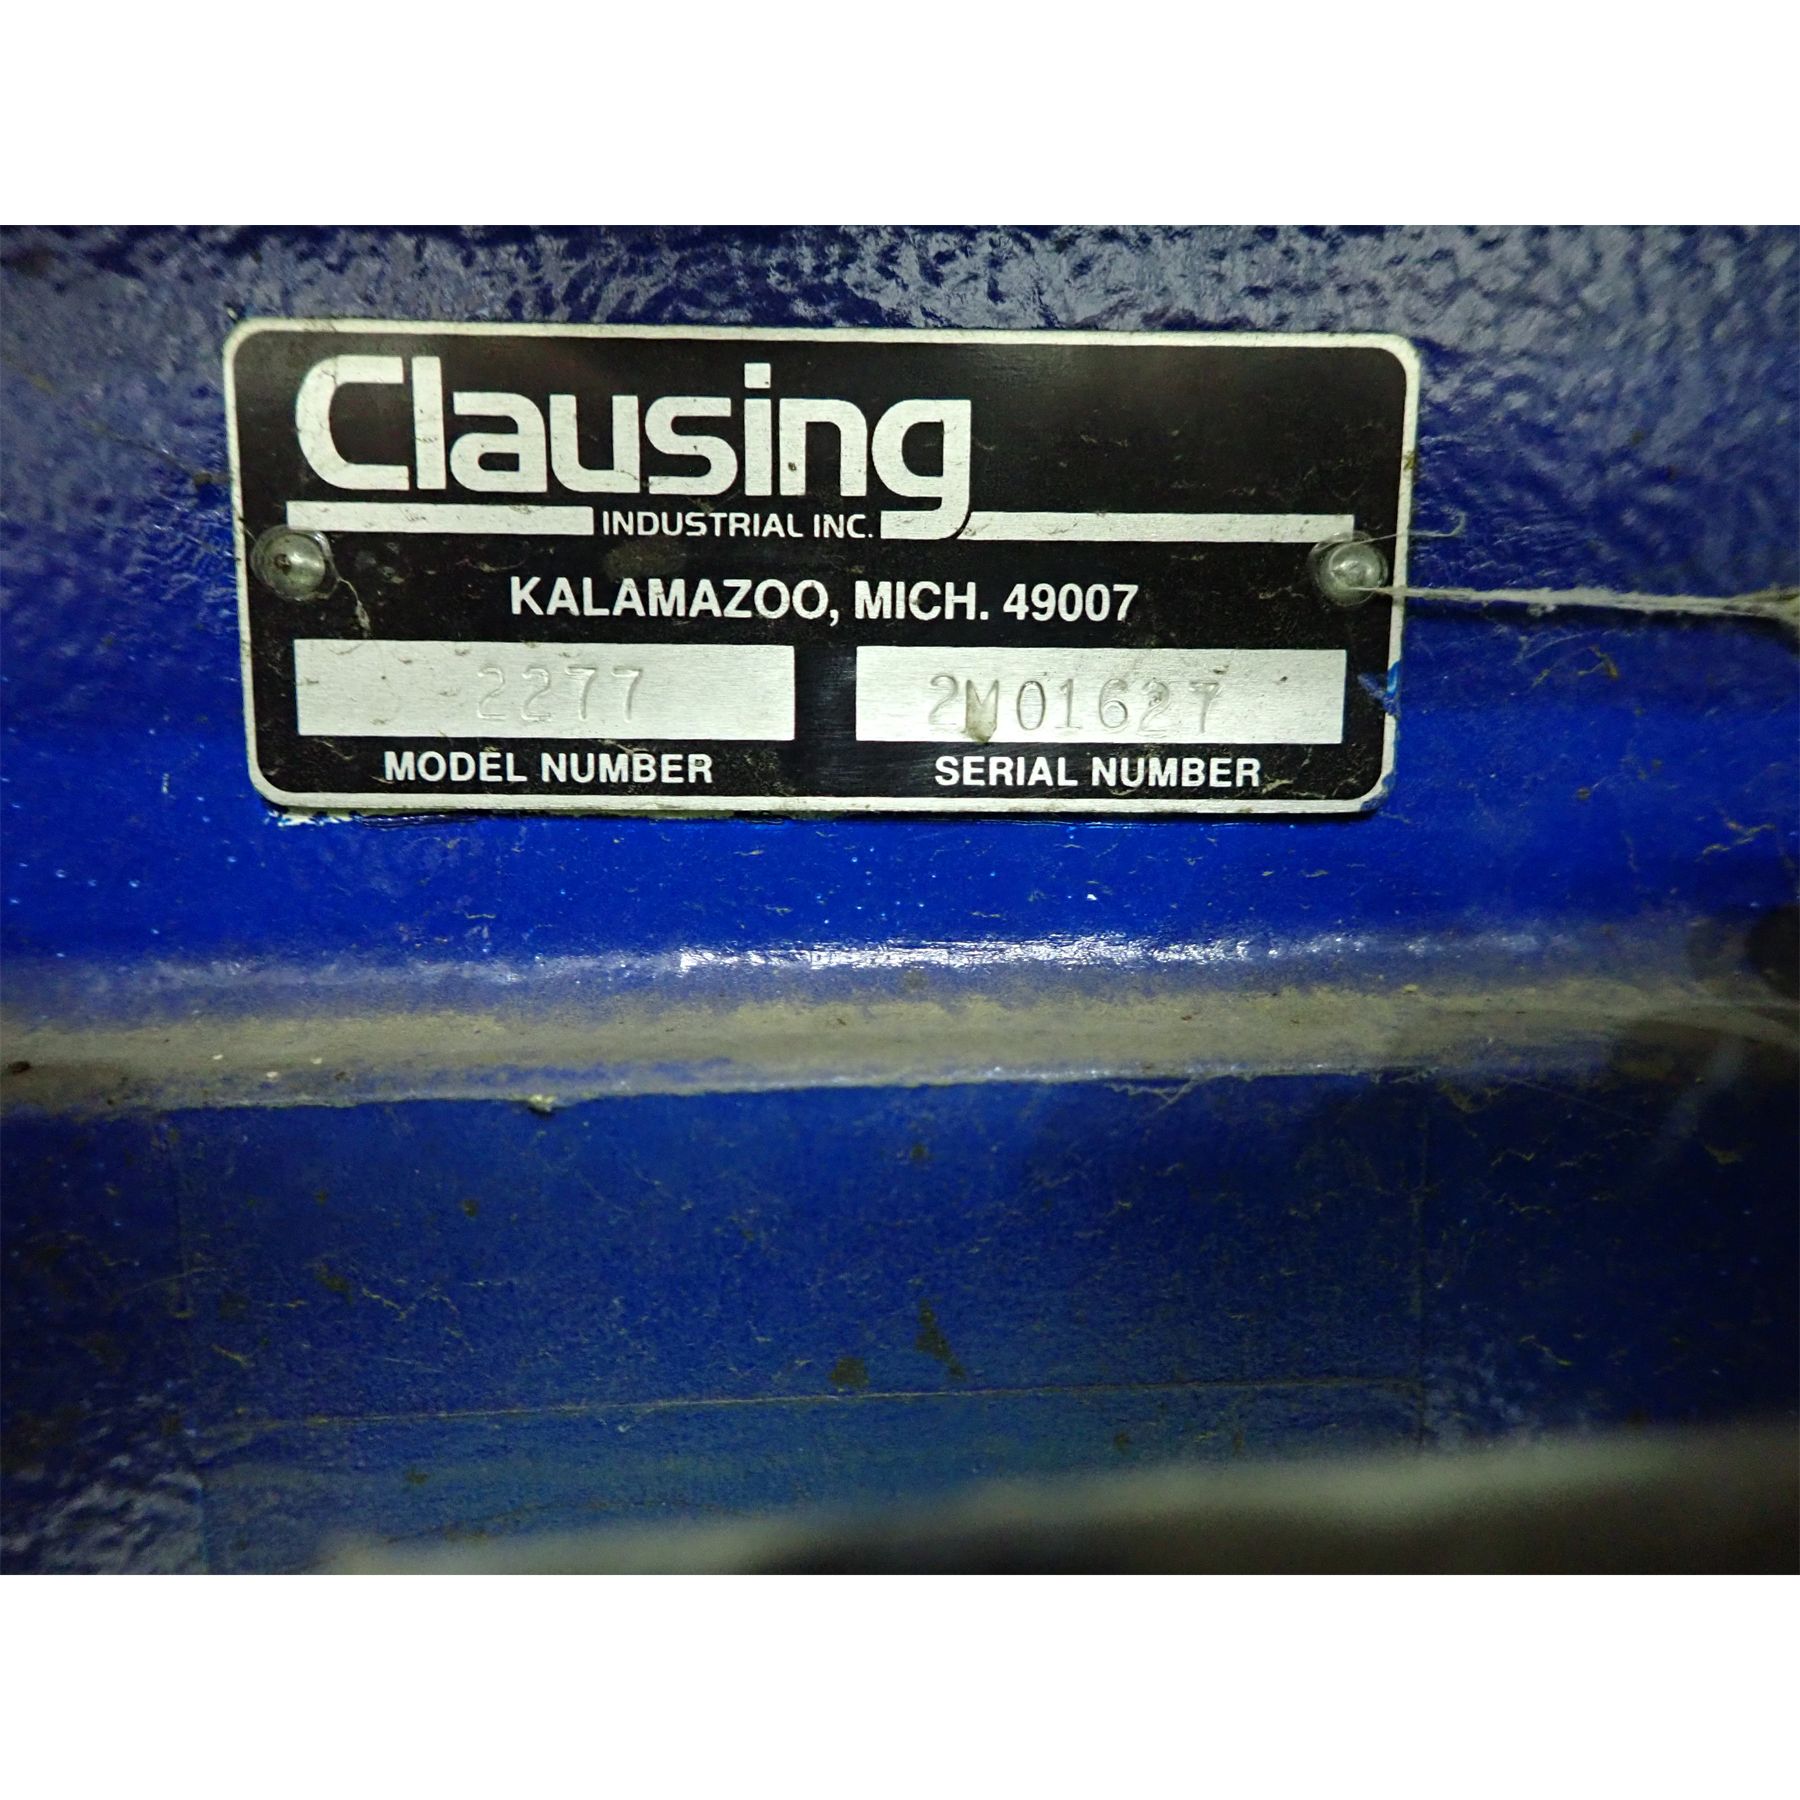 Clausing
INDUSTRIAL INC.
KALAMAZOO, MICH. 49007
2277 2M01627
MODEL NUMBER SERIAL NUMBER